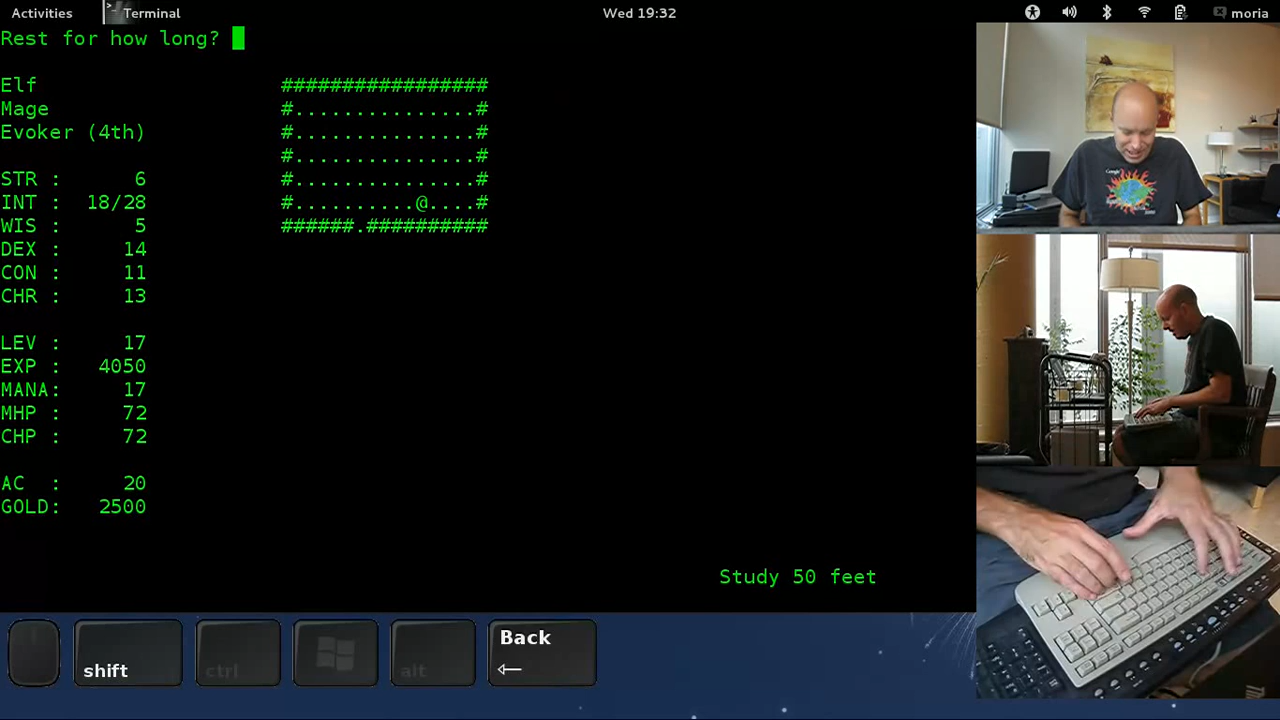 Activities Terminal Wed 19:32 moria
Rest for how long?
Elf
Mage
Evoker (4th)
STR : 6
INT : 18/28
WIS : 5
DEX : 14
CON : 11
CHR : 13
LEV : 17
EXP : 4050
MANA: 17
MHP : 72
CHP : 72
AC : 20
GOLD: 2500
################
#...............#
#...............#
#...............#
#...............#
#..........@....#
######.##########
Study 50 feet
shift ctrl alt Back
Google